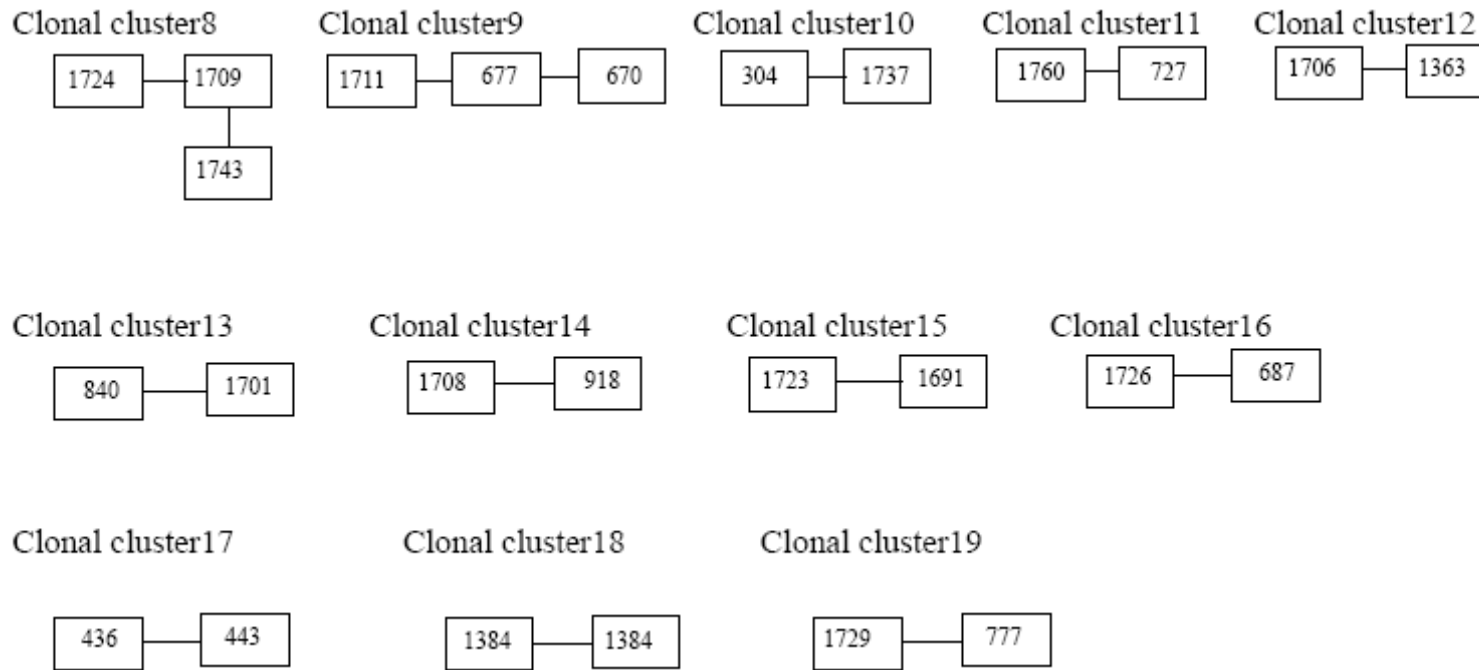 Clonal cluster8 Clonal cluster9 Clonal cluster10 Clonal cluster11 Clonal cluster12
1724 1709 1711 677 670 304 1737 1760 727 1706 1363
1743
Clonal cluster13 Clonal cluster14 Clonal cluster15 Clonal cluster16
840 1701 1708 918 1723 1691 1726 687
Clonal cluster17 Clonal cluster18 Clonal cluster19
436 443 1384 1384 1729 777